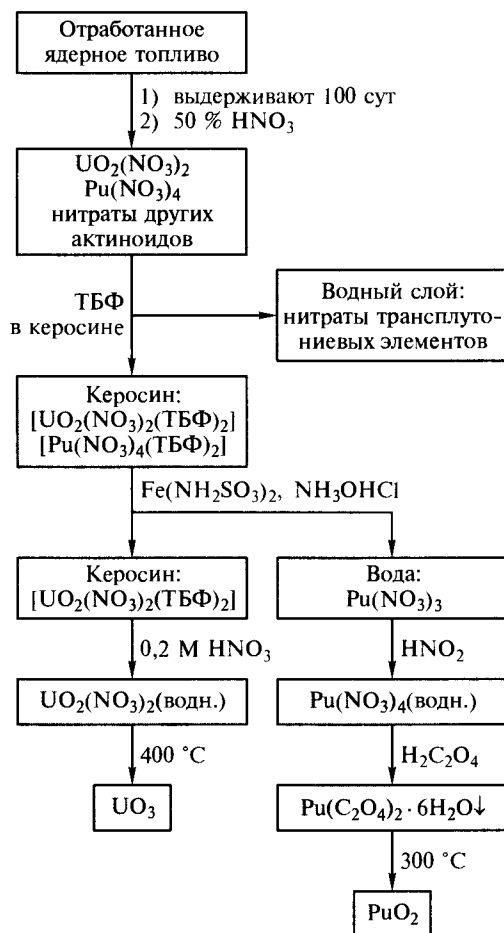 Отработанное
ядерное топливо
1) выдерживают 100 сут
2) 50 % HNO₃
UO₂(NO₃)₂
Pu(NO₃)₄
нитраты других
актиноидов
ТБФ
в керосине
Водный слой:
нитраты трансплуто-
ниевых элементов
Керосин:
[UO₂(NO₃)₂(ТБФ)₂]
[Pu(NO₃)₄(ТБФ)₂]
Fe(NH₂SO₃)₂, NH₃OHCl
Керосин:
[UO₂(NO₃)₂(ТБФ)₂]
Вода:
Pu(NO₃)₃
0,2 М HNO₃
HNO₂
UO₂(NO₃)₂(водн.)
Pu(NO₃)₄(водн.)
400 °C
H₂C₂O₄
UO₃
Pu(C₂O₄)₂ · 6H₂O↓
300 °C
PuO₂